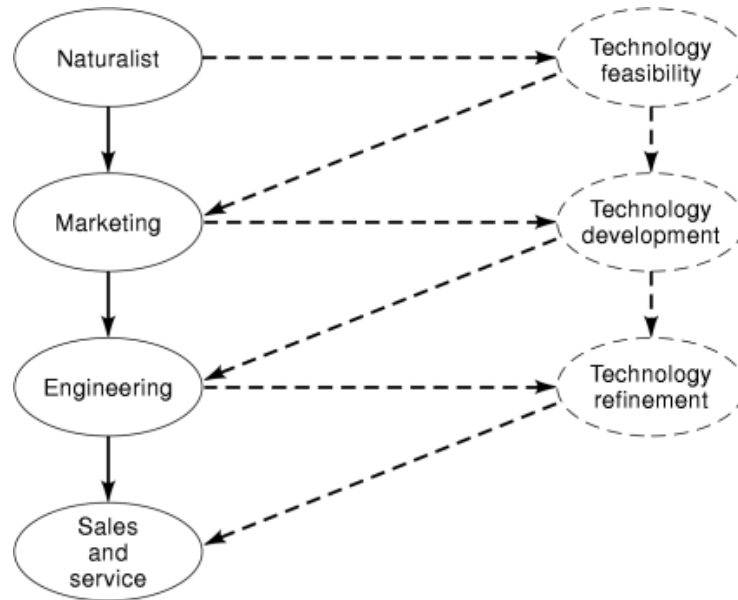 Naturalist
Technology
feasibility
Marketing
Technology
development
Engineering
Technology
refinement
Sales
and
service